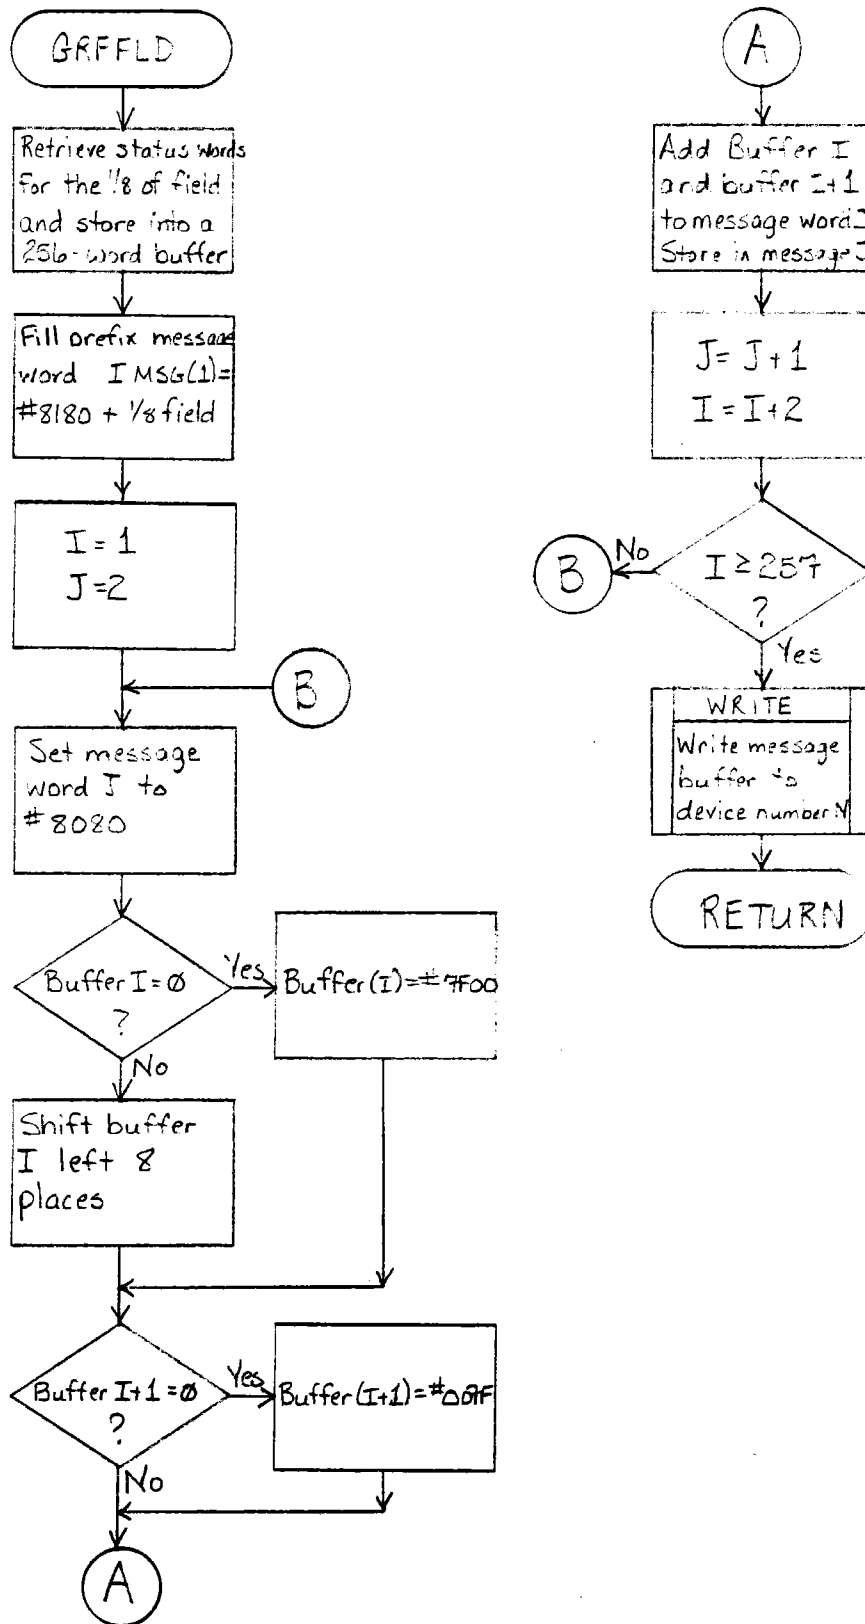 GRFFLD
Retrieve status words
for the 1/8 of field
and store into a
256-word buffer
Fill prefix message
word IMSG(1)=
#8180 + 1/8 field
I = 1
J = 2
B
Set message
word J to
#8080
Buffer I = Ø
?
Yes
Buffer(I) = #7F00
No
Shift buffer
I left 8
places
Buffer I+1 = Ø
?
Yes
Buffer(I+1) =
No
A
A
Add Buffer I
and buffer I+1
to message word J
Store in message J
J = J + 1
I = I + 2
I ≥ 257
?
No
B
Yes
WRITE
Write message
buffer to
device number N
RETURN